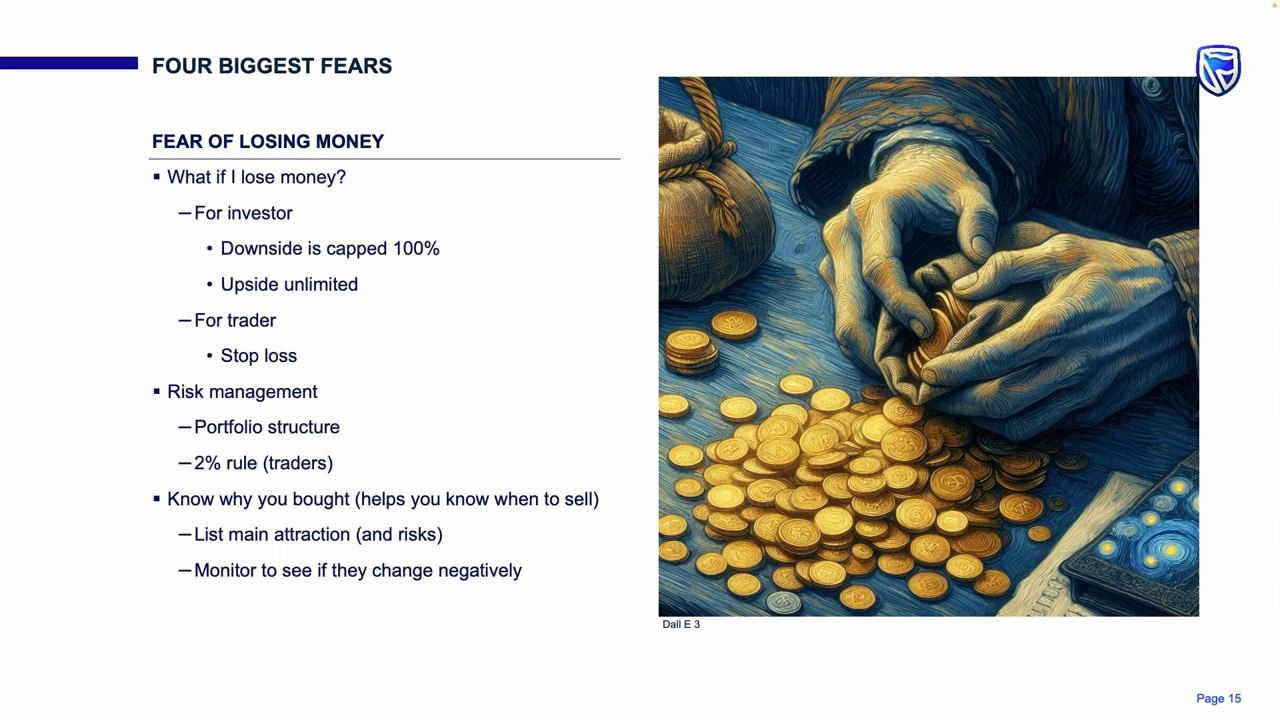 FOUR BIGGEST FEARS
FEAR OF LOSING MONEY
▪ What if I lose money?
– For investor
• Downside is capped 100%
• Upside unlimited
– For trader
• Stop loss
▪ Risk management
– Portfolio structure
– 2% rule (traders)
▪ Know why you bought (helps you know when to sell)
– List main attraction (and risks)
– Monitor to see if they change negatively
Dall E 3
Page 15